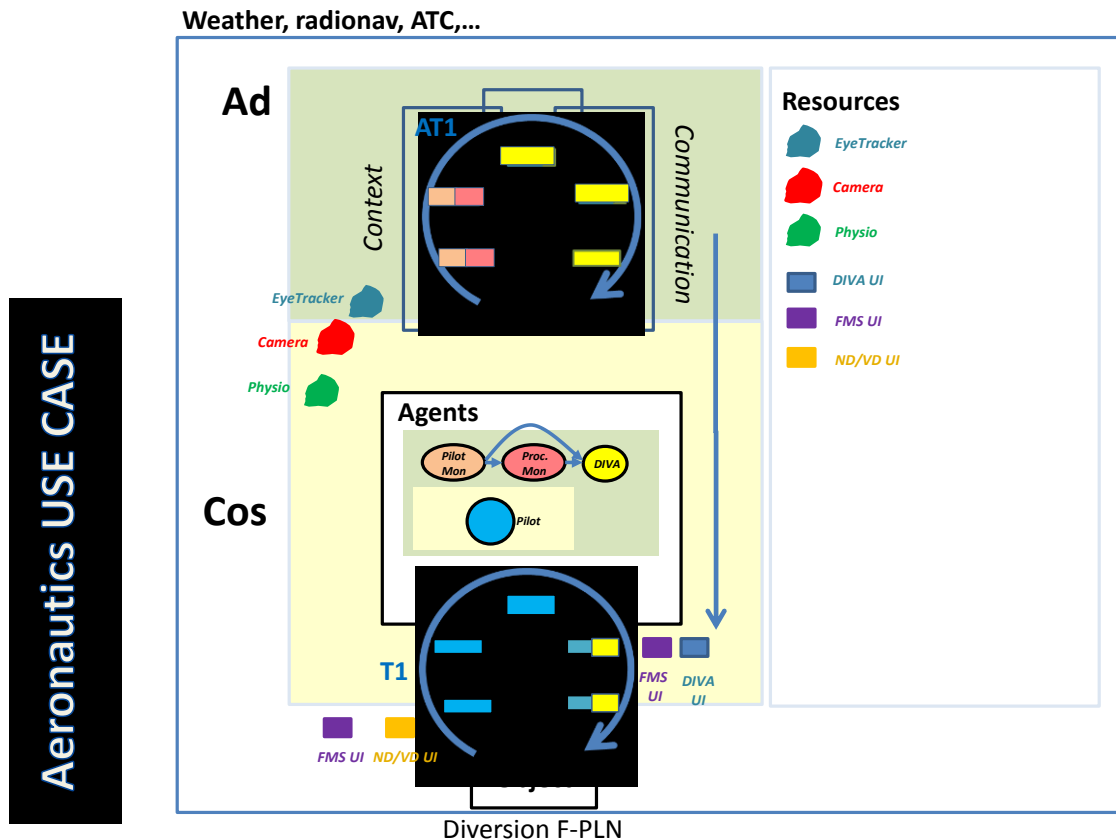 Weather, radionav, ATC,…
Ad
AT1
Context
Communication
Resources
EyeTracker
Camera
Physio
DIVA UI
FMS UI
ND/VD UI
EyeTracker
Camera
Physio
Aeronautics USE CASE
Agents
Pilot
Mon
Proc.
Mon
DIVA
Pilot
Cos
T1
FMS
UI
DIVA
UI
FMS UI
ND/VD UI
Diversion F-PLN